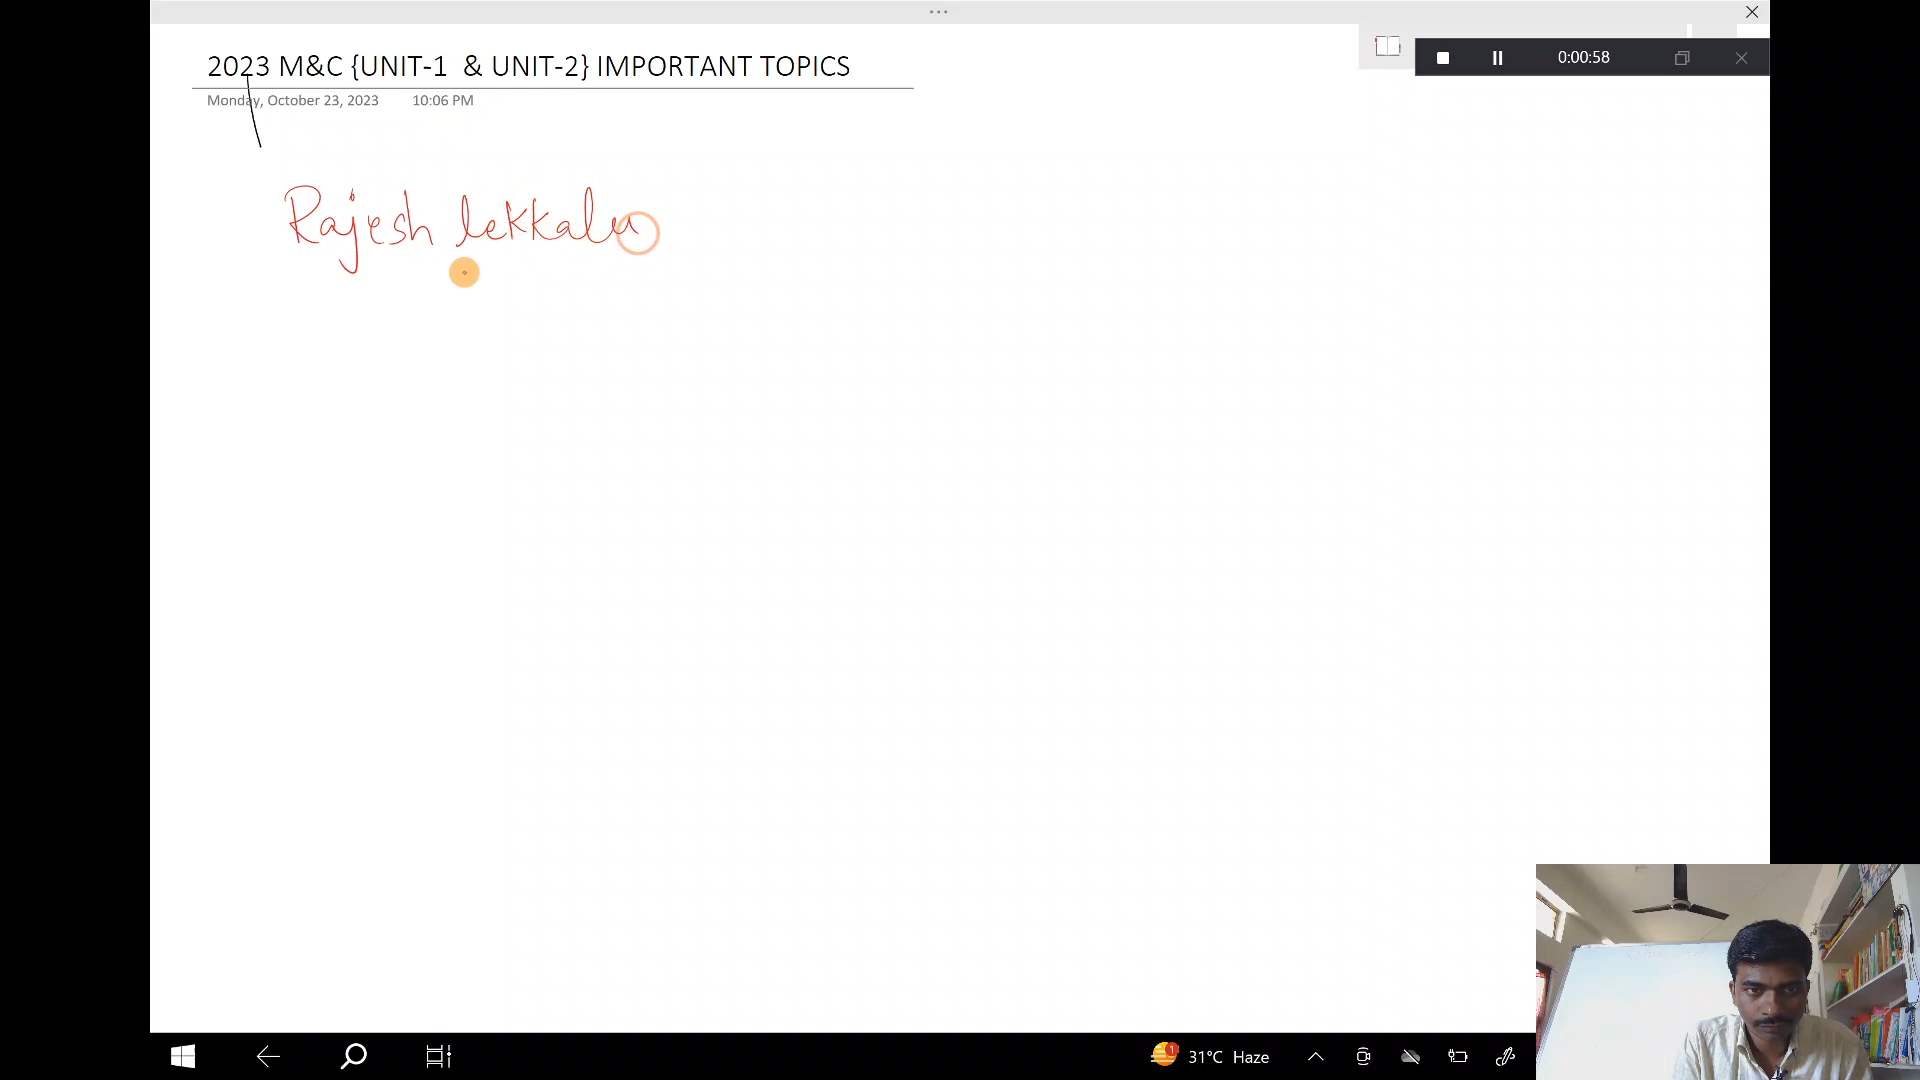 2023 M&C {UNIT-1 & UNIT-2} IMPORTANT TOPICS
0:00:58
Monday, October 23, 2023 10:06 PM
Rajesh lekkalu
31°C Haze